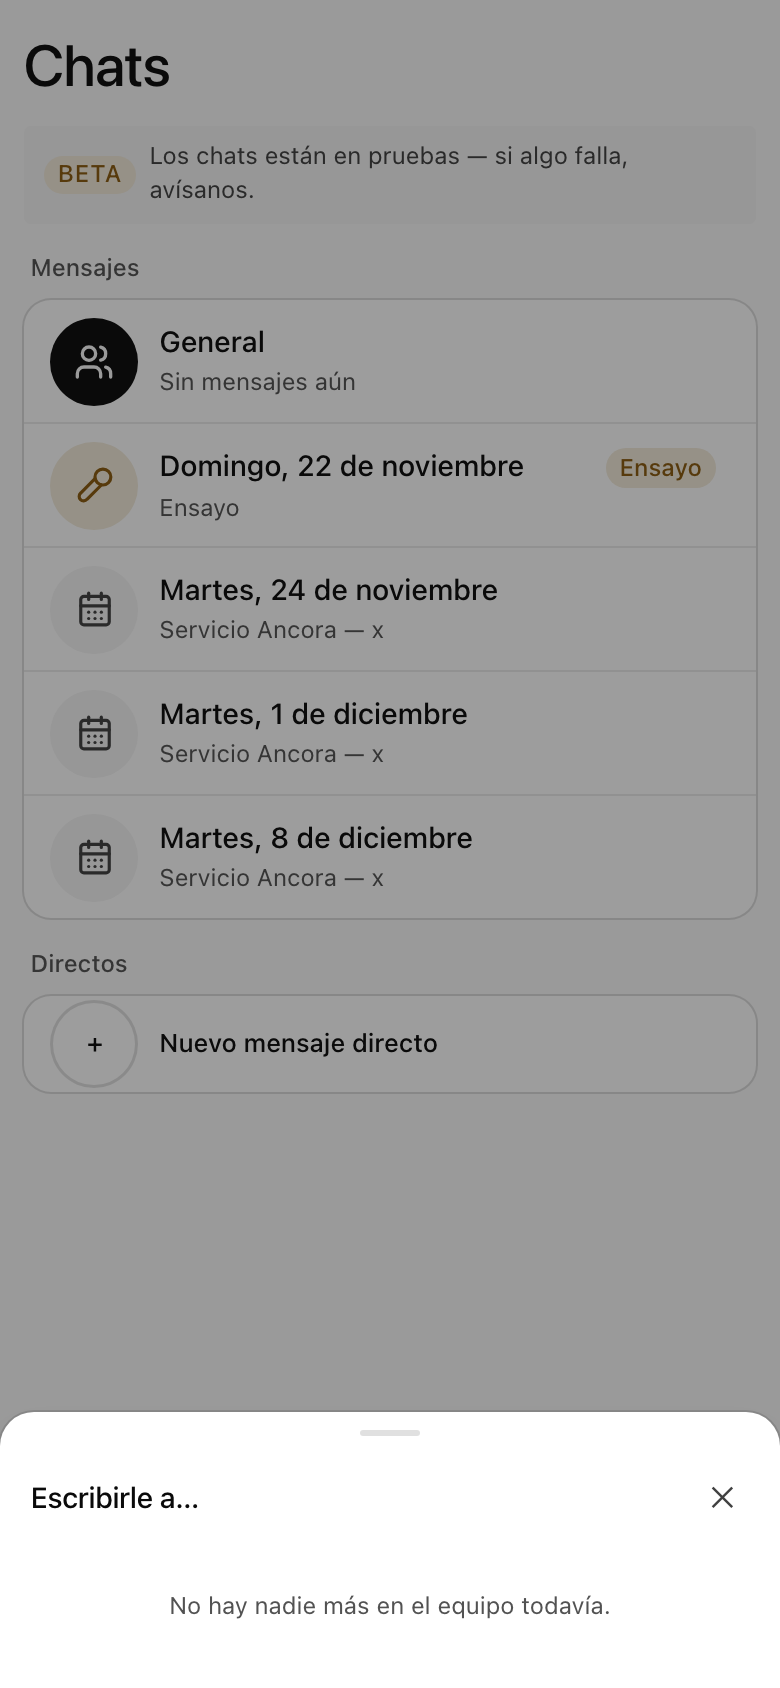 Chats
BETA
Los chats están en pruebas — si algo falla,
avísanos.
Mensajes
General
Sin mensajes aún
Domingo, 22 de noviembre
Ensayo
Ensayo
Martes, 24 de noviembre
Servicio Ancora — x
Martes, 1 de diciembre
Servicio Ancora — x
Martes, 8 de diciembre
Servicio Ancora — x
Directos
+
Nuevo mensaje directo
Escribirle a...
No hay nadie más en el equipo todavía.